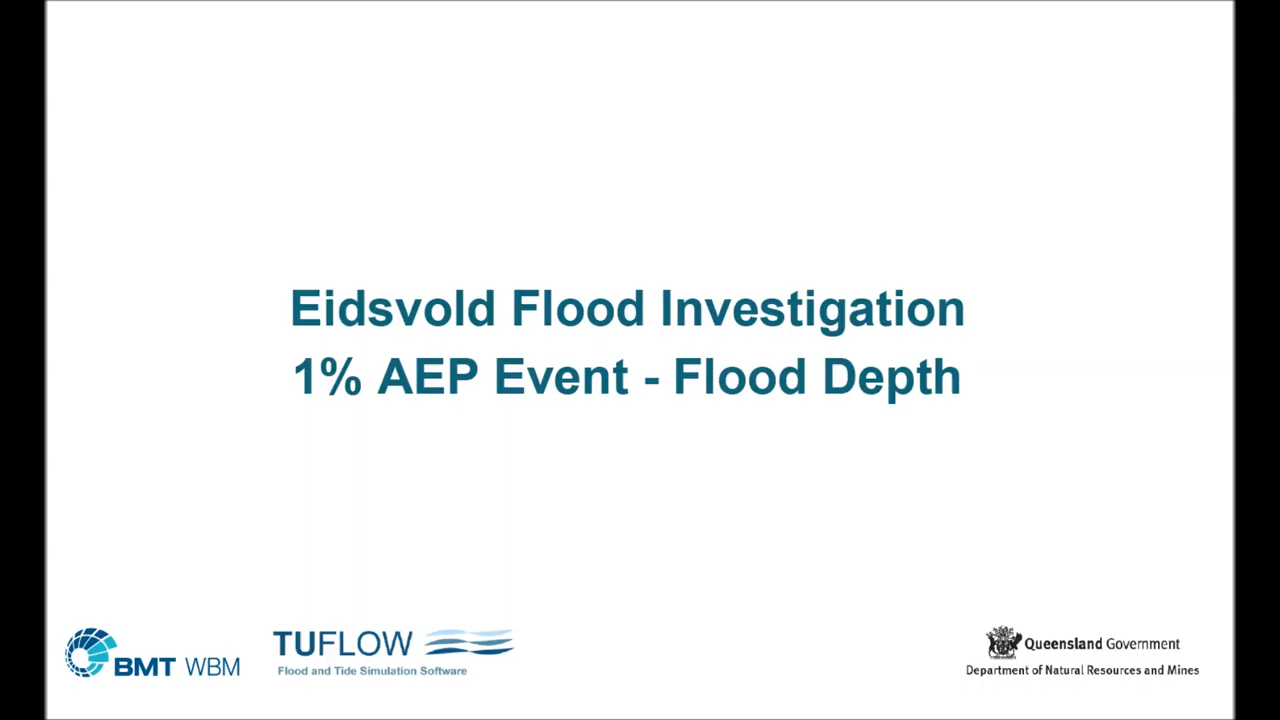 Eidsvold Flood Investigation
1% AEP Event - Flood Depth
BMT WBM
TUFLOW
Flood and Tide Simulation Software
Queensland Government
Department of Natural Resources and Mines